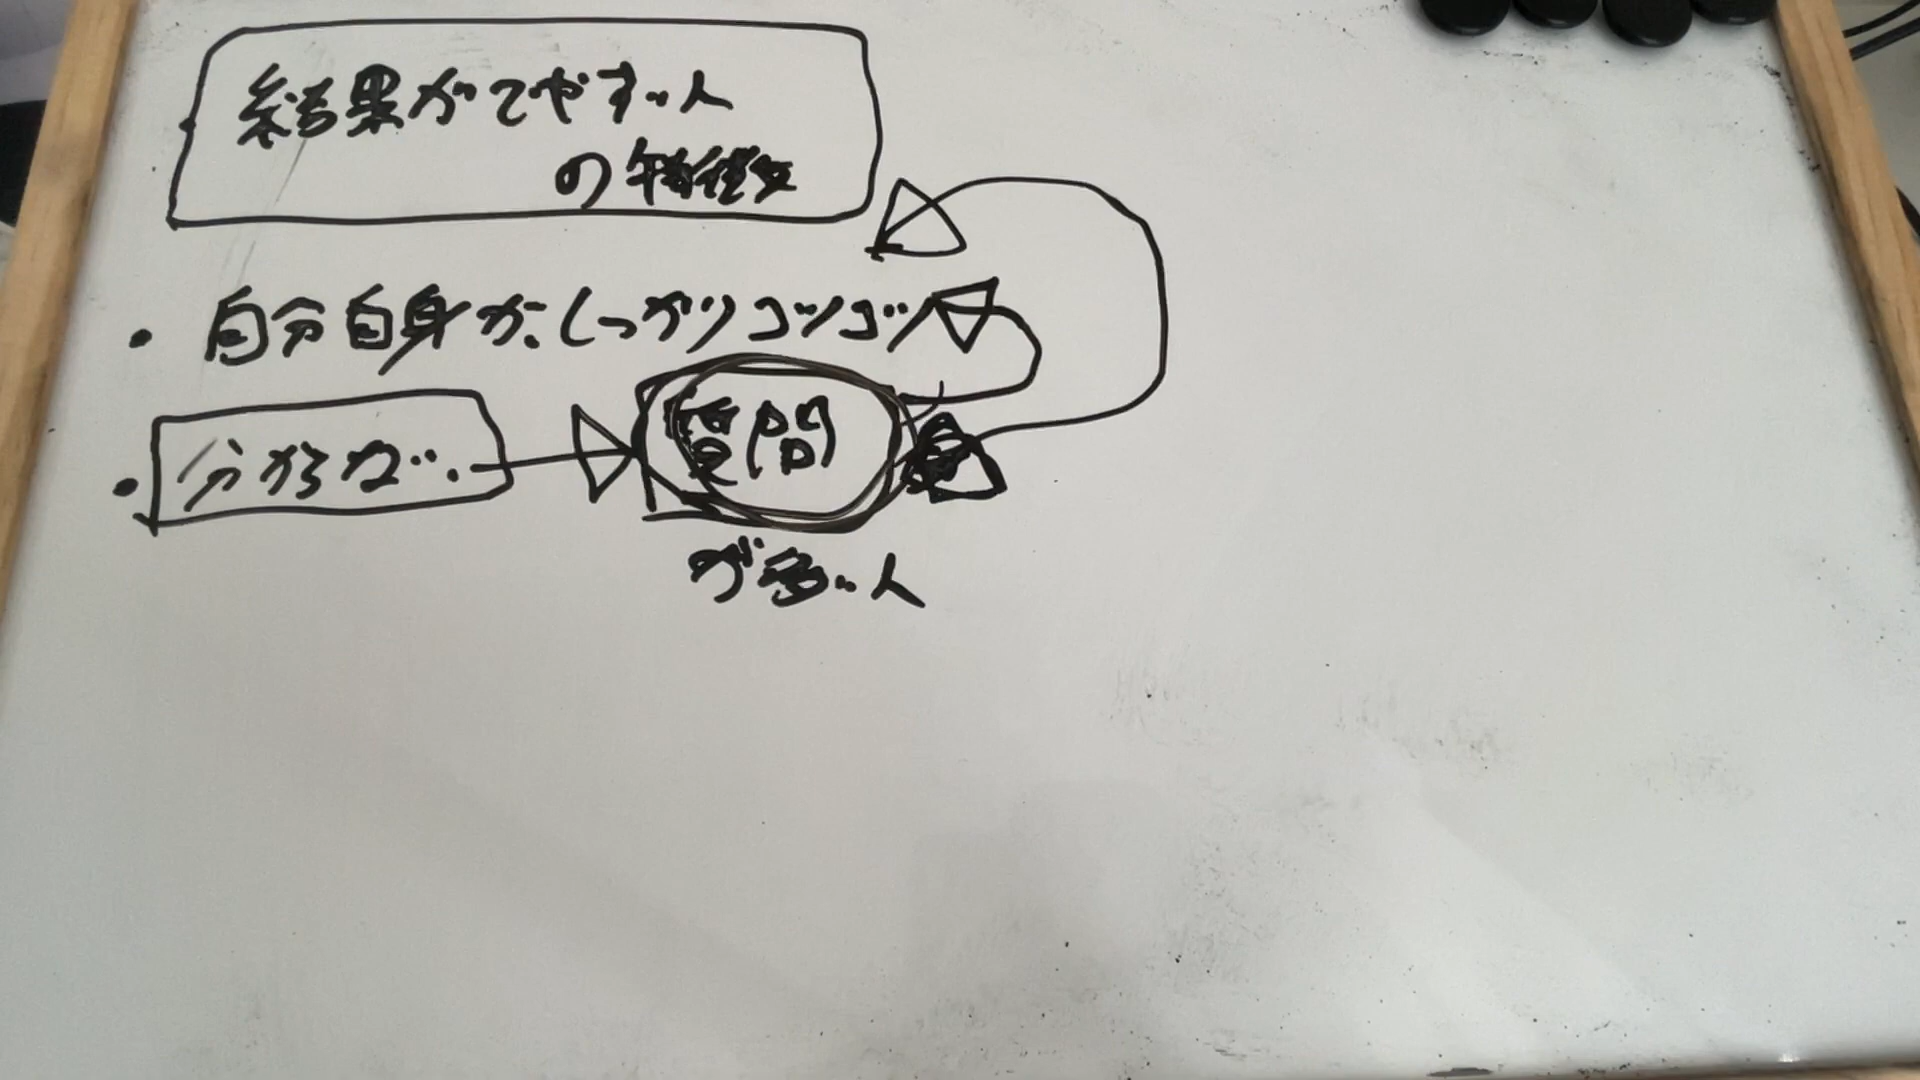 結果がでやすい人
の特徴
・自分自身が、しっかりコツコツ
・分からない
質問
が多い人